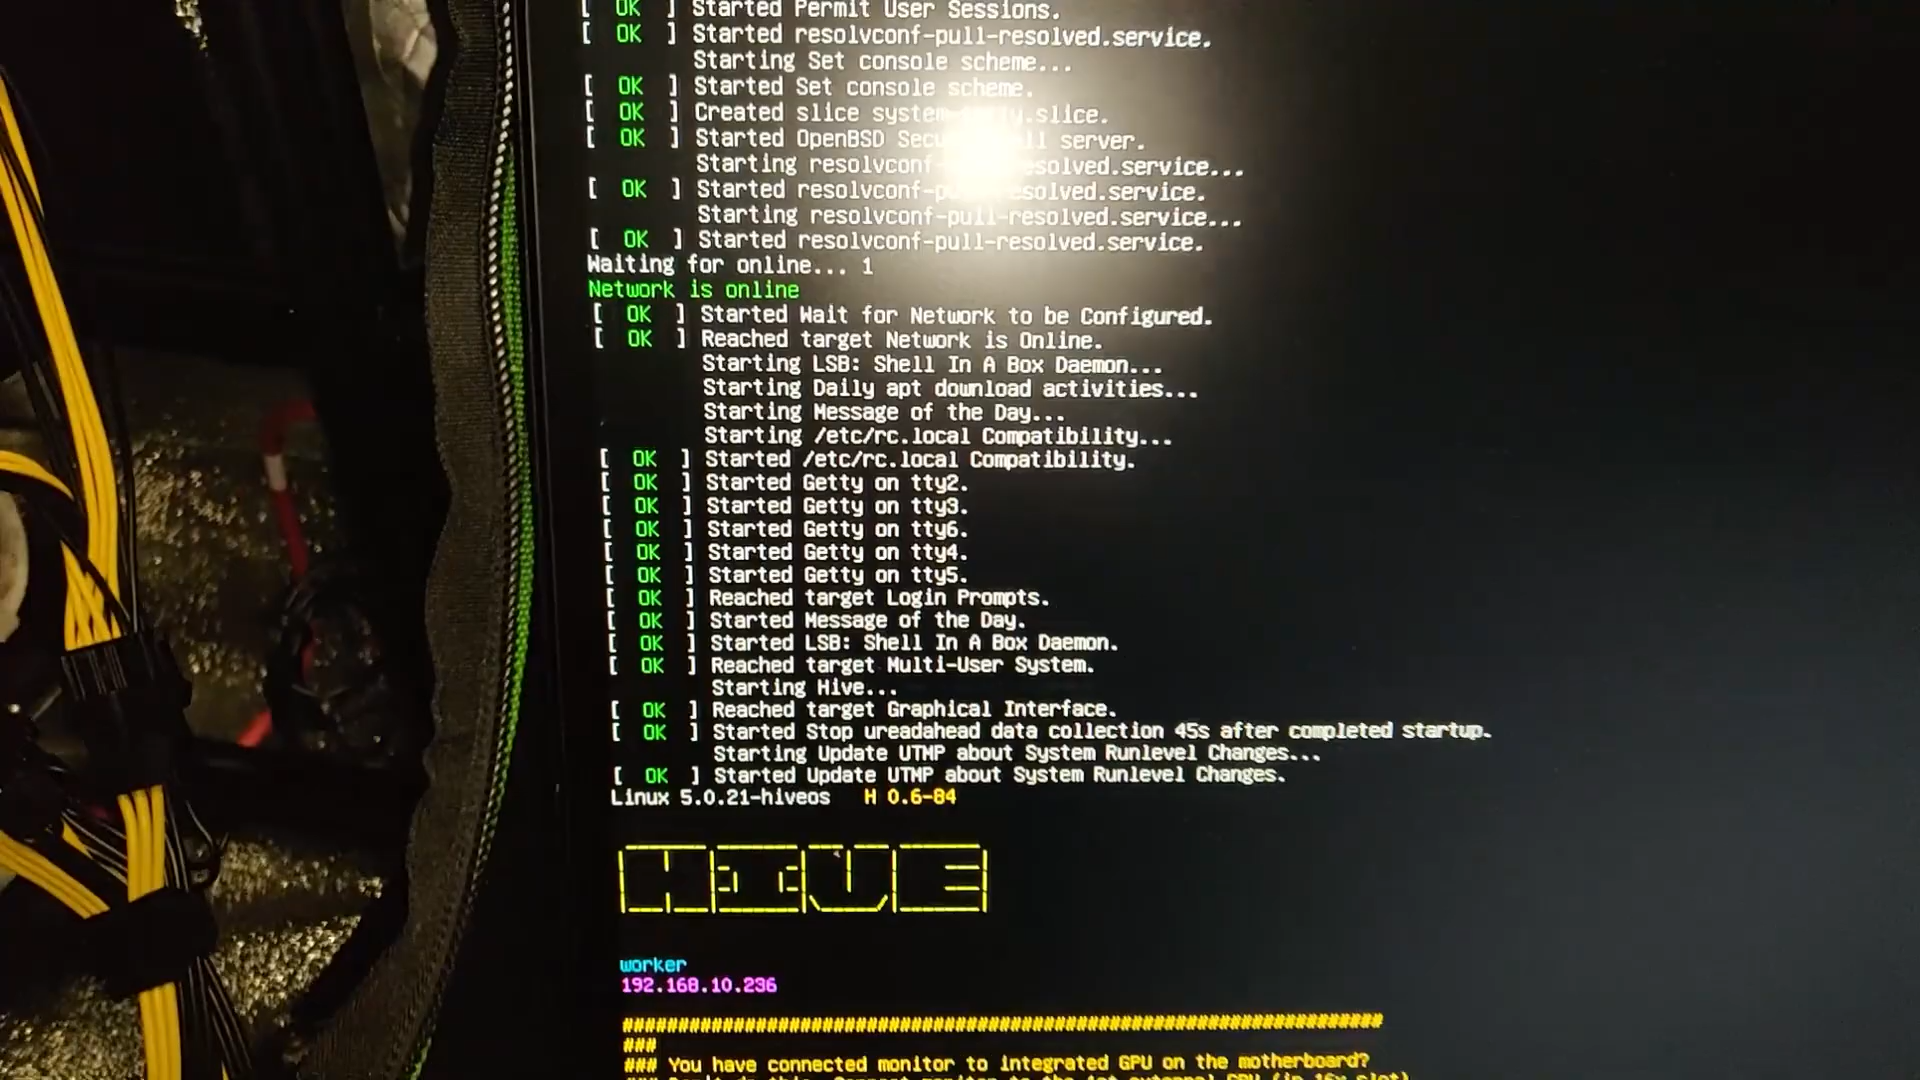 [ OK ] Started Permit User Sessions.
[ OK ] Started resolvconf-pull-resolved.service.
Starting Set console scheme...
[ OK ] Started Set console scheme.
[ OK ] Created slice system
.slice.
[ OK ] Started OpenBSD
server.
Starting
...
[ OK ] Started
Starting resolvconf-pull-resolved.service...
[ OK ] Started resolvconf-pull-resolved.service.
Waiting for online... 1
Network is online
[ OK ] Started Wait for Network to be Configured.
[ OK ] Reached target Network is Online.
Starting LSB: Shell In A Box Daemon...
Starting Daily apt download activities...
Starting Message of the Day...
Starting /etc/rc.local Compatibility...
[ OK ] Started /etc/rc.local Compatibility.
[ OK ] Started Getty on tty2.
[ OK ] Started Getty on tty3.
[ OK ] Started Getty on tty6.
[ OK ] Started Getty on tty4.
[ OK ] Started Getty on tty5.
[ OK ] Reached target Login Prompts.
[ OK ] Started Message of the Day.
[ OK ] Started LSB: Shell In A Box Daemon.
[ OK ] Reached target Multi-User System.
Starting Hive...
[ OK ] Reached target Graphical Interface.
[ OK ] Started Stop ureadahead data collection 45s after completed startup.
Starting Update UTMP about System Runlevel Changes...
[ OK ] Started Update UTMP about System Runlevel Changes.
Linux 5.0.21-hiveos H 0.6-84
HIVE
worker
192.168.10.236
###########################################################################
###
### You have connected monitor to integrated GPU on the motherboard?